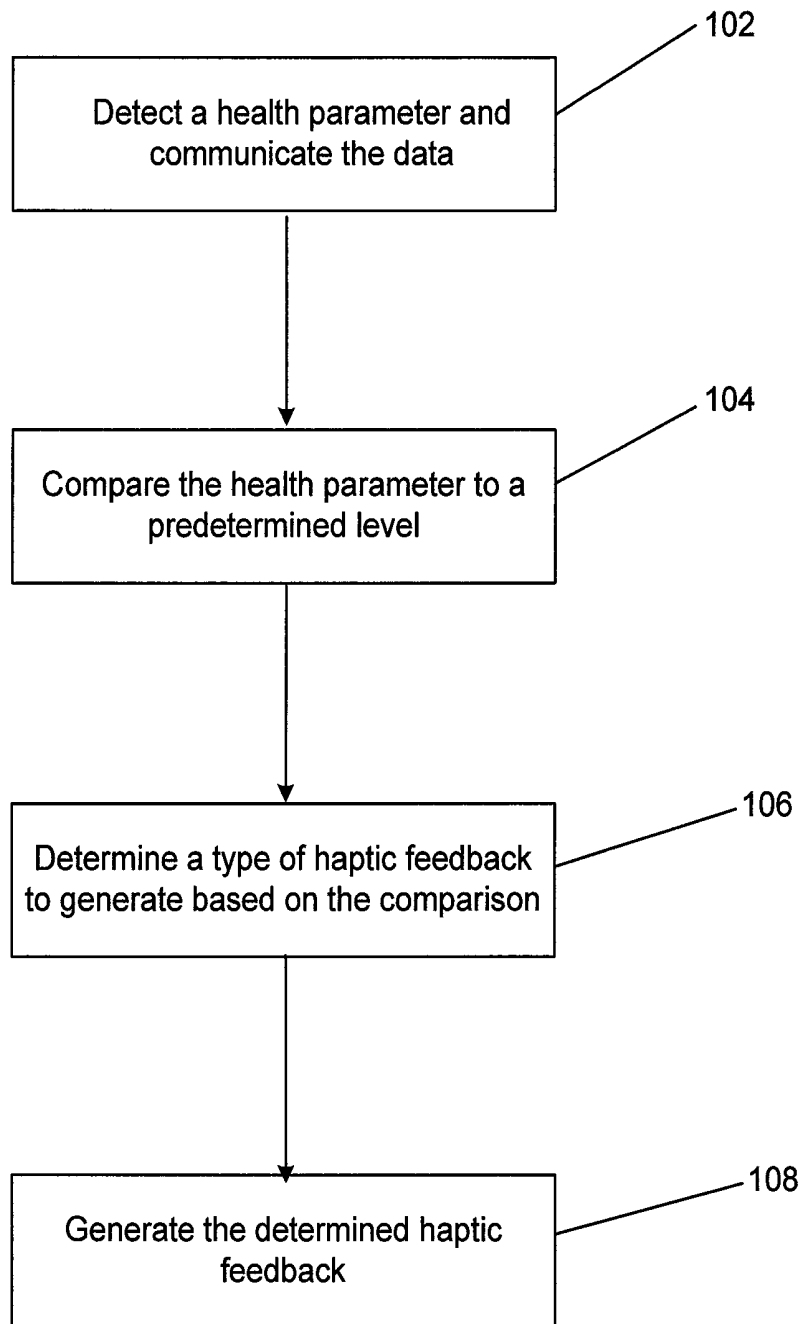 102
Detect a health parameter and
communicate the data
104
Compare the health parameter to a
predetermined level
106
Determine a type of haptic feedback
to generate based on the comparison
108
Generate the determined haptic
feedback